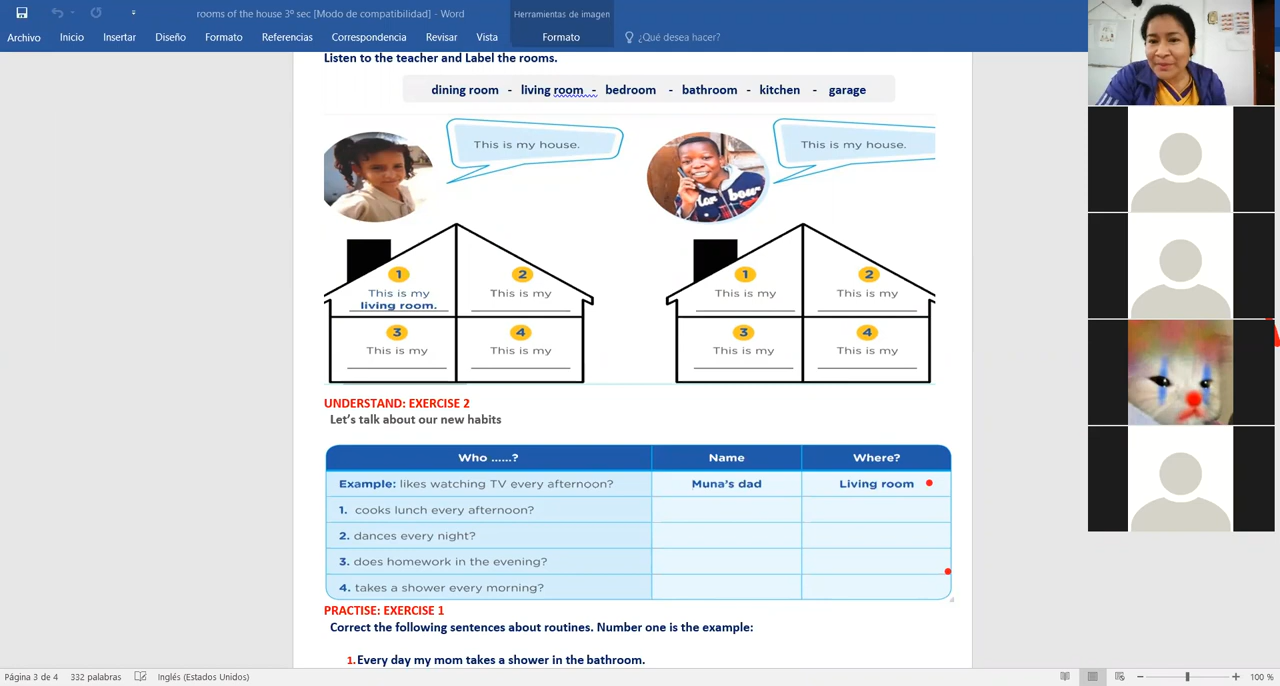 rooms of the house 3º sec [Modo de compatibilidad] - Word
Herramientas de imagen
Archivo Inicio Insertar Diseño Formato Referencias Correspondencia Revisar Vista Formato ¿Qué desea hacer?
Listen to the teacher and Label the rooms.
dining room - living room - bedroom - bathroom - kitchen - garage
This is my house.
This is my house.
1 2
This is my This is my
living room.
3 4
This is my This is my
1 2
This is my This is my
3 4
This is my This is my
UNDERSTAND: EXERCISE 2
Let's talk about our new habits
Who ......? Name Where?
Example: likes watching TV every afternoon? Muna's dad Living room
1. cooks lunch every afternoon?
2. dances every night?
3. does homework in the evening?
4. takes a shower every morning?
PRACTISE: EXERCISE 1
Correct the following sentences about routines. Number one is the example:
1. Every day my mom takes a shower in the bathroom.
Página 3 de 4 332 palabras Inglés (Estados Unidos) 100 %